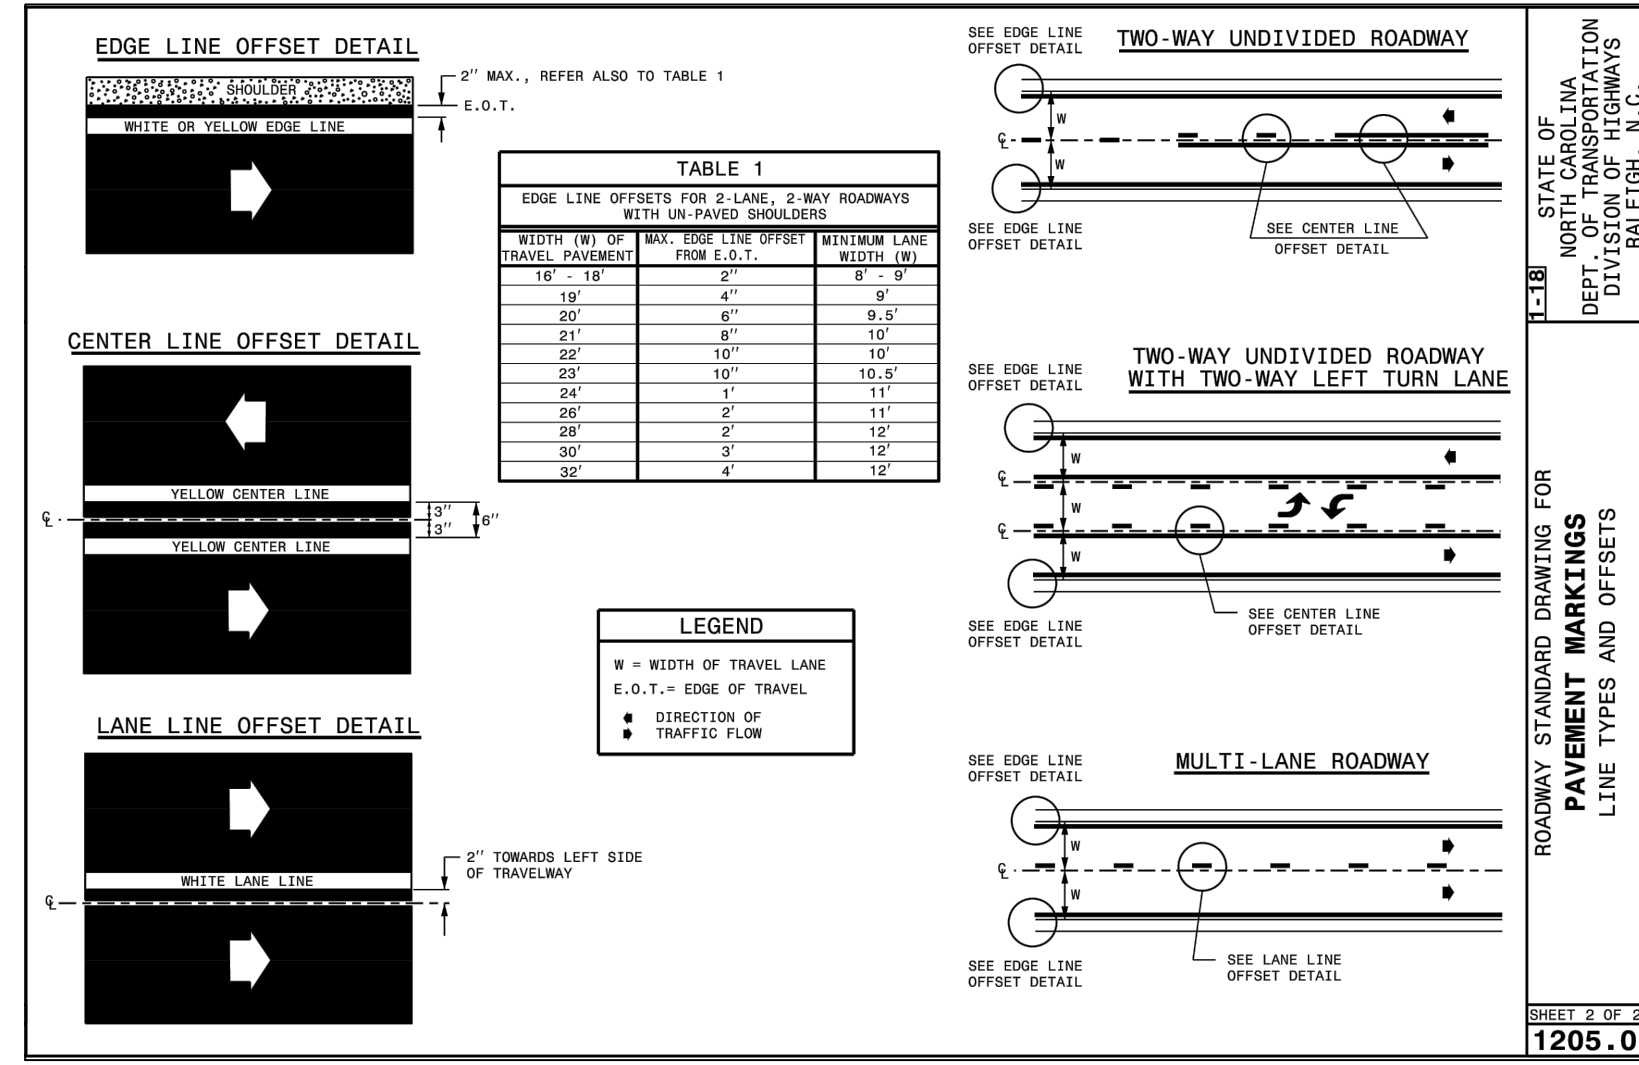 EDGE LINE OFFSET DETAIL
SHOULDER
WHITE OR YELLOW EDGE LINE
2" MAX., REFER ALSO TO TABLE 1
E.O.T.
CENTER LINE OFFSET DETAIL
YELLOW CENTER LINE
3"
3"
6"
YELLOW CENTER LINE
LANE LINE OFFSET DETAIL
WHITE LANE LINE
2" TOWARDS LEFT SIDE
OF TRAVELWAY
TABLE 1
EDGE LINE OFFSETS FOR 2-LANE, 2-WAY ROADWAYS
WITH UN-PAVED SHOULDERS
WIDTH (W) OF TRAVEL PAVEMENT MAX. EDGE LINE OFFSET FROM E.O.T. MINIMUM LANE WIDTH (W)
16' - 18' 2" 8' - 9'
19' 4" 9'
20' 6" 9.5'
21' 8" 10'
22' 10" 10'
23' 10" 10.5'
24' 1' 11'
26' 2' 11'
28' 2' 12'
30' 3' 12'
32' 4' 12'
LEGEND
W = WIDTH OF TRAVEL LANE
E.O.T.= EDGE OF TRAVEL
DIRECTION OF
TRAFFIC FLOW
SEE EDGE LINE
OFFSET DETAIL
TWO-WAY UNDIVIDED ROADWAY
W
℄
W
SEE EDGE LINE
OFFSET DETAIL
SEE CENTER LINE
OFFSET DETAIL
TWO-WAY UNDIVIDED ROADWAY
WITH TWO-WAY LEFT TURN LANE
SEE EDGE LINE
OFFSET DETAIL
W
℄
W
℄
W
SEE EDGE LINE
OFFSET DETAIL
SEE CENTER LINE
OFFSET DETAIL
SEE EDGE LINE
OFFSET DETAIL
MULTI-LANE ROADWAY
W
℄
W
SEE EDGE LINE
OFFSET DETAIL
SEE LANE LINE
OFFSET DETAIL
℄
℄
1-18
STATE OF
NORTH CAROLINA
DEPT. OF TRANSPORTATION
DIVISION OF HIGHWAYS
RALEIGH, N.C.
ROADWAY STANDARD DRAWING FOR
PAVEMENT MARKINGS
LINE TYPES AND OFFSETS
SHEET 2 OF 2
1205.0